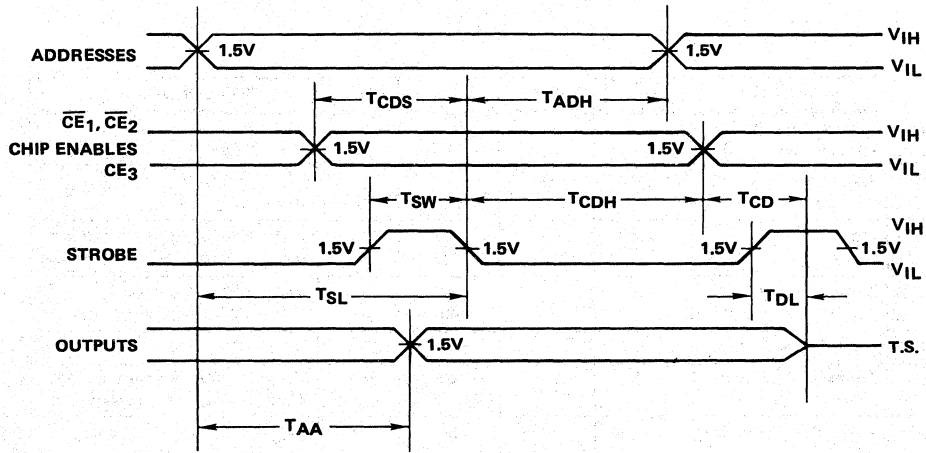 ADDRESSES 1.5V 1.5V VIH
VIL
TCDS TADH
CE1, CE2 VIH
CHIP ENABLES 1.5V 1.5V
CE3 VIL
TSW TCDH TCD
VIH
STROBE 1.5V 1.5V 1.5V 1.5V
VIL
TSL TDL
OUTPUTS 1.5V T.S.
TAA